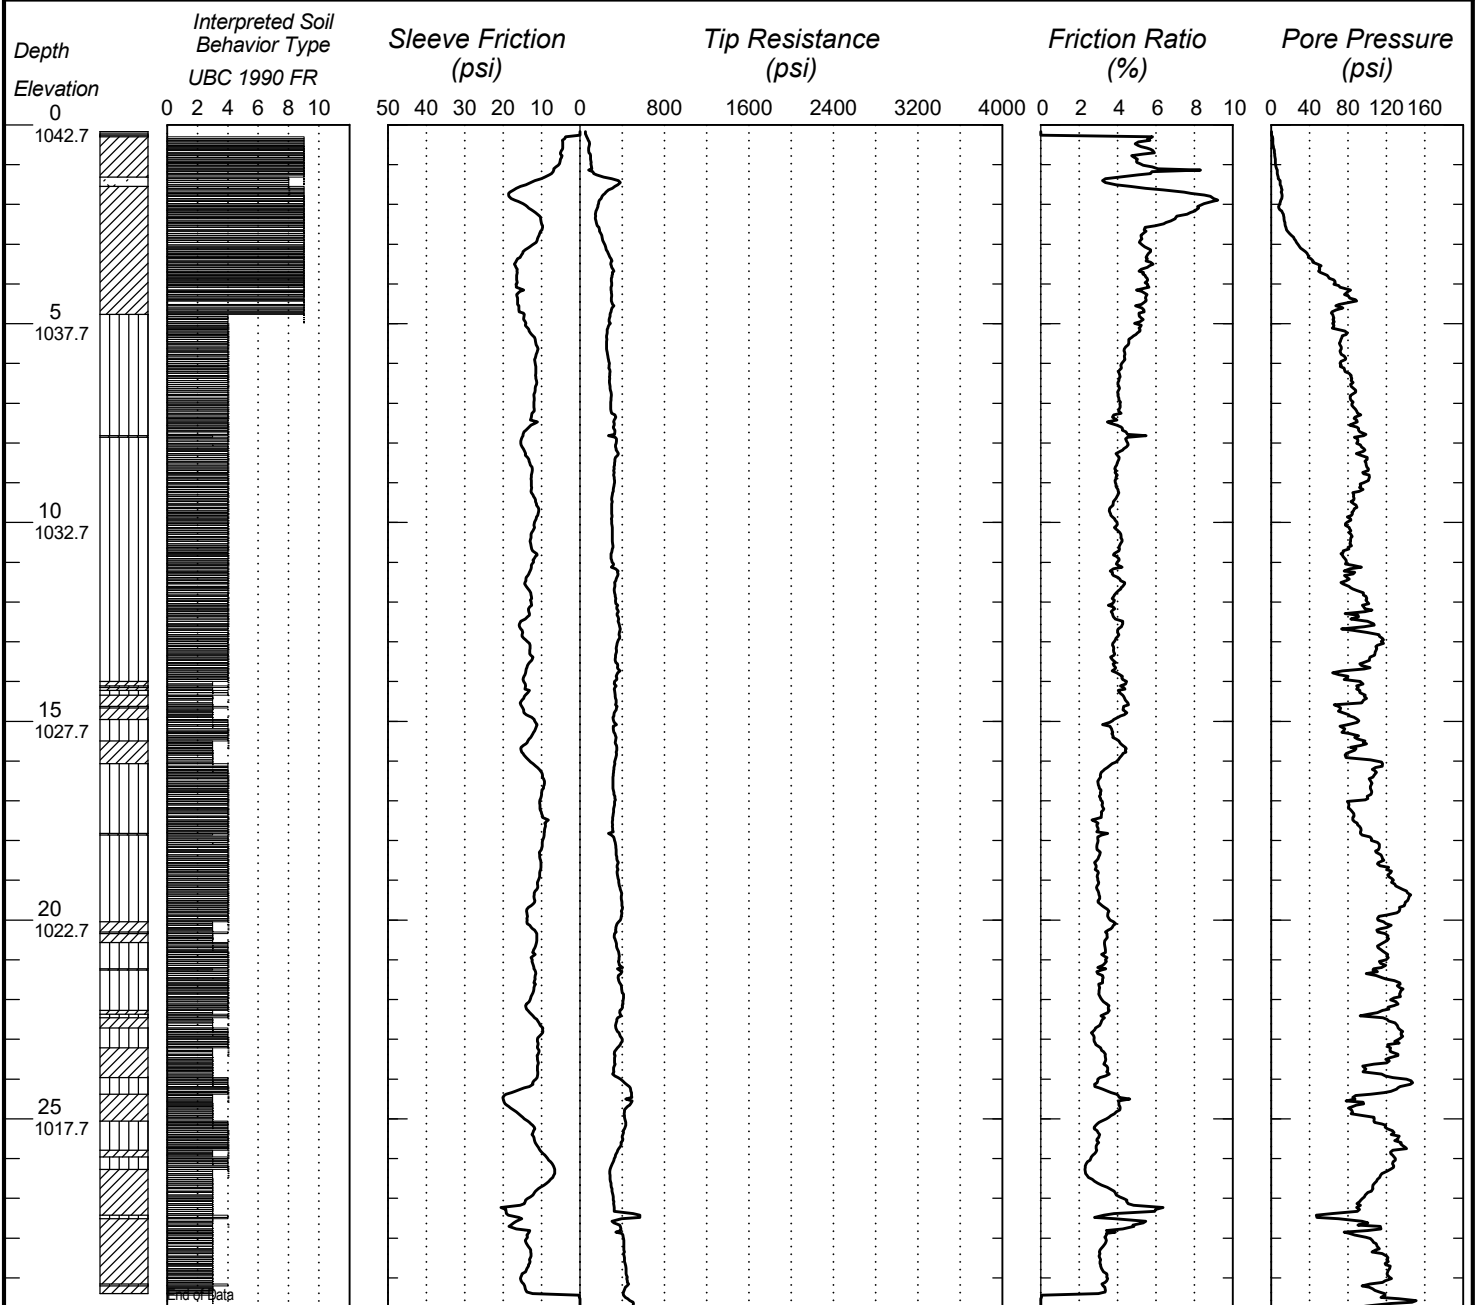 Interpreted Soil
Behavior Type
UBC 1990 FR
Depth
Elevation
Sleeve Friction
(psi)
Tip Resistance
(psi)
Friction Ratio
(%)
Pore Pressure
(psi)
0 2 4 6 8 10
50 40 30 20 10 0
800 1600 2400 3200 4000
0 2 4 6 8 10
0 40 80 120 160
0
1042.7
5
1037.7
10
1032.7
15
1027.7
20
1022.7
25
1017.7
End of Data